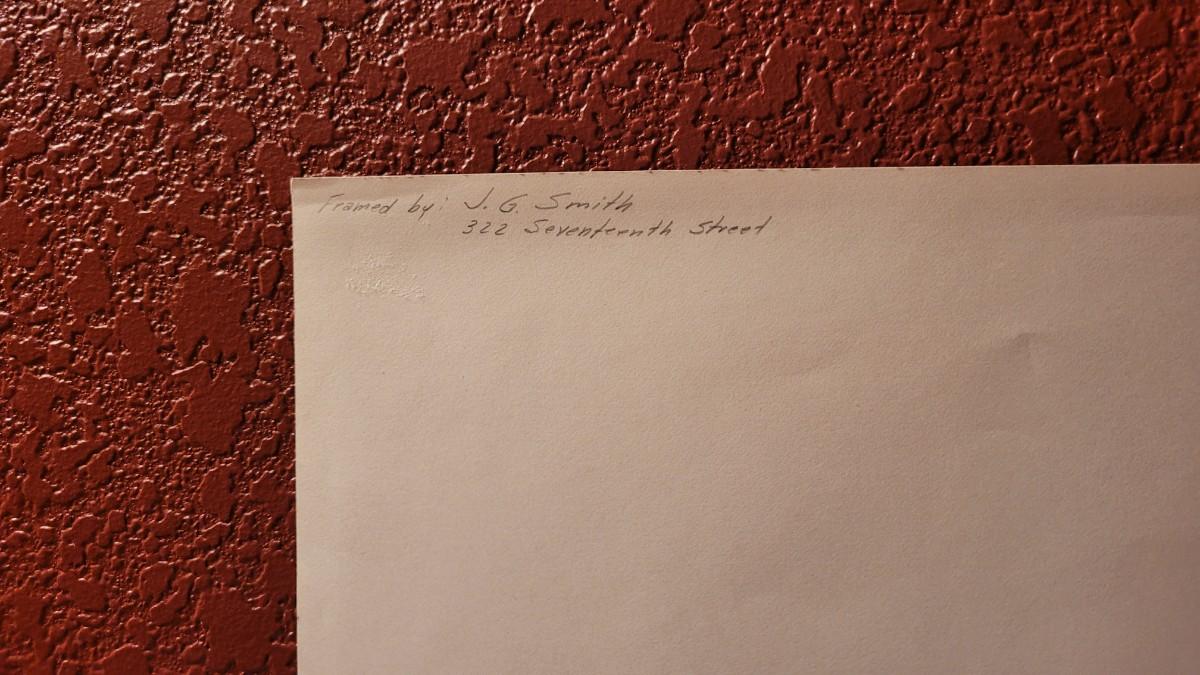 Framed by: J. G. Smith
322 Seventeenth Street